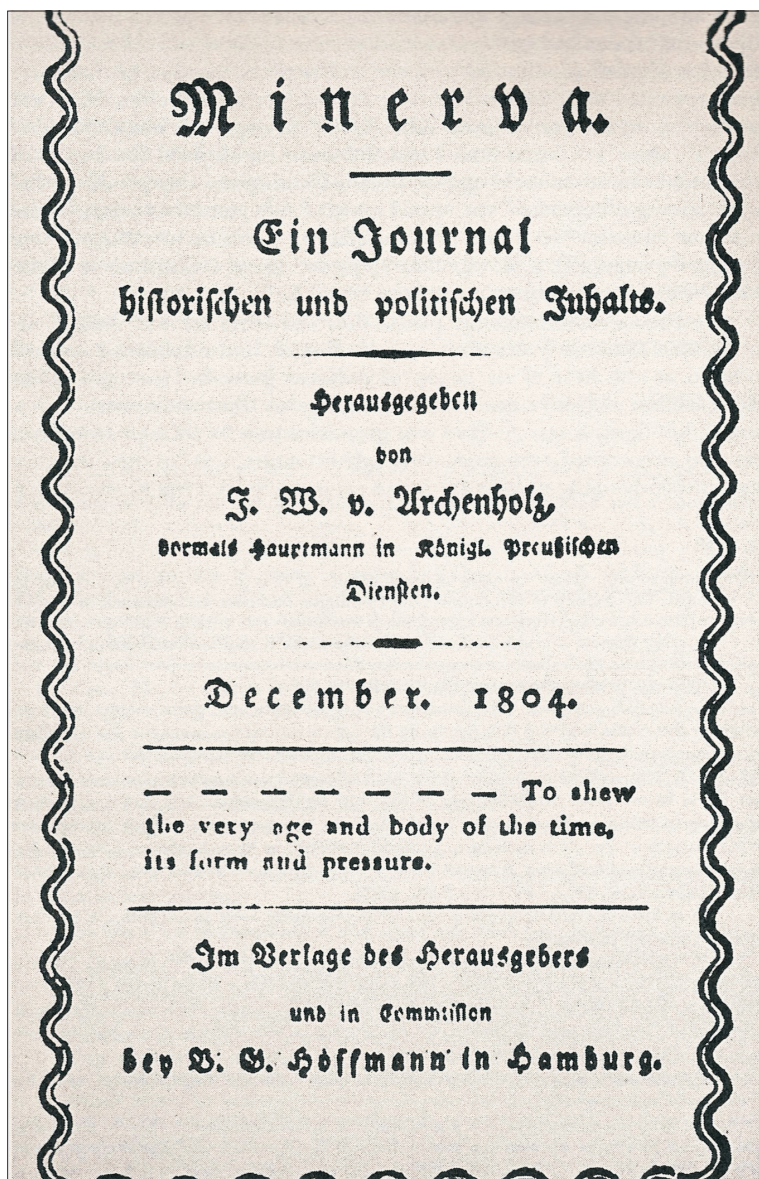 Minerva.
Ein Journal
historischen und politischen Inhalts.
Herausgegeben
von
J. W. v. Archenholz,
vormals Hauptmann in Königl. Preußischen
Diensten.
December. 1804.
— — — — — — — To shew
the very age and body of the time,
its form and pressure.
Im Verlage des Herausgebers
und in Commission
bey B. G. Hoffmann in Hamburg.